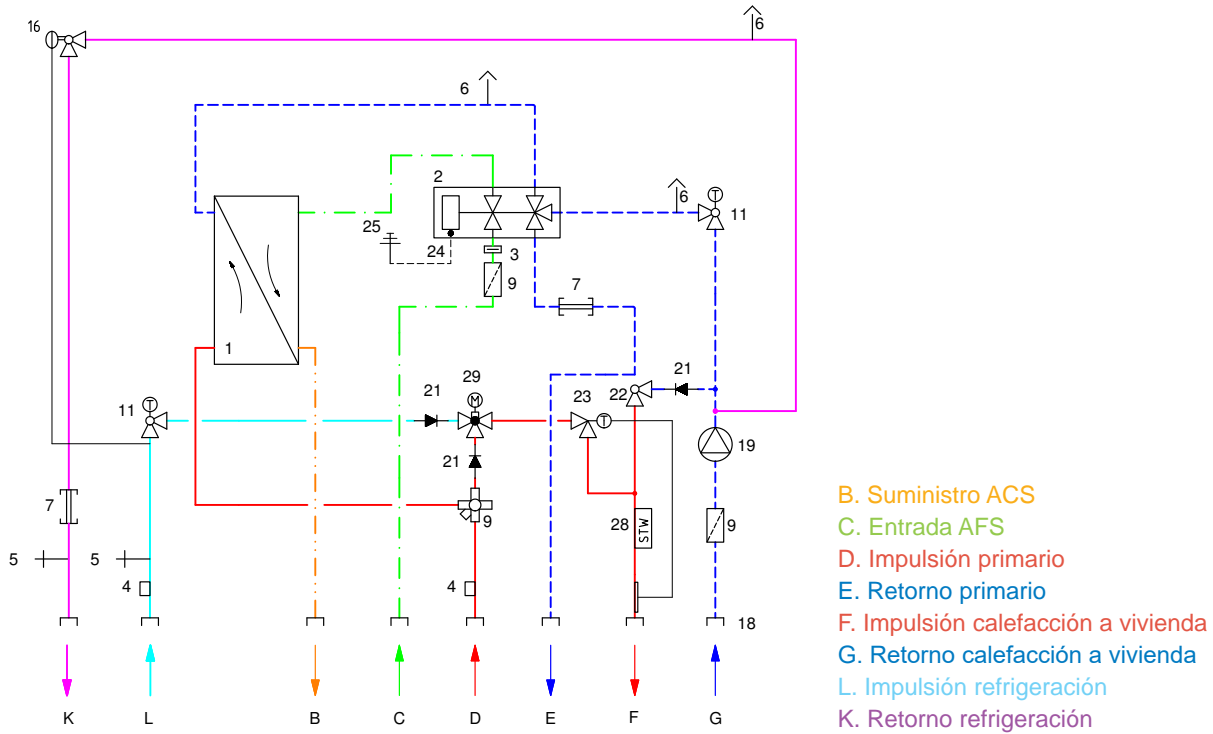 16
6
6
2
6
T
11
25
24
3
9
7
1
21
29
M
23
T
22
21
11
T
21
19
7
9
28
STW
9
5
5
4
4
18
K
L
B
C
D
E
F
G
B. Suministro ACS
C. Entrada AFS
D. Impulsión primario
E. Retorno primario
F. Impulsión calefacción a vivienda
G. Retorno calefacción a vivienda
L. Impulsión refrigeración
K. Retorno refrigeración